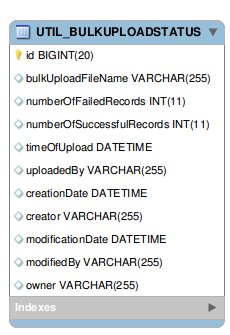 UTIL_BULKUPLOADSTATUS
id BIGINT(20)
bulkUploadFileName VARCHAR(255)
numberOfFailedRecords INT(11)
numberOfSuccessfulRecords INT(11)
timeOfUpload DATETIME
uploadedBy VARCHAR(255)
creationDate DATETIME
creator VARCHAR(255)
modificationDate DATETIME
modifiedBy VARCHAR(255)
owner VARCHAR(255)
Indexes